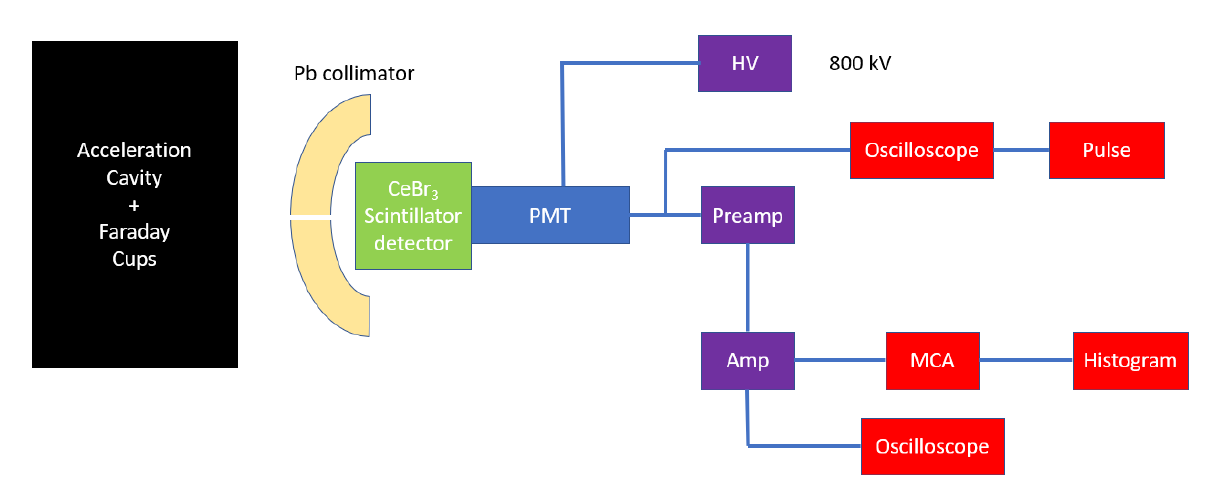 Acceleration
Cavity
+
Faraday
Cups
Pb collimator
CeBr₃
Scintillator
detector
PMT
HV
800 kV
Oscilloscope
Pulse
Preamp
Amp
MCA
Histogram
Oscilloscope